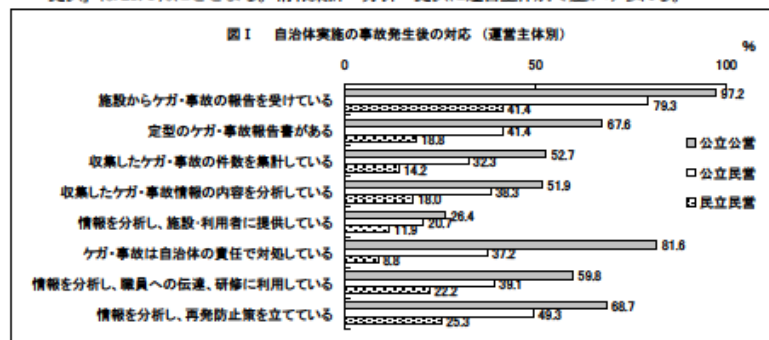 図Ⅰ 自治体実施の事故発生後の対応 (運営主体別)
%
0 50 100
施設からケガ・事故の報告を受けている 97.2 79.3 41.4
定型のケガ・事故報告書がある 67.6 41.4 18.8
収集したケガ・事故の件数を集計している 52.7 32.3 14.2
収集したケガ・事故情報の内容を分析している 51.9 38.3 18.0
情報を分析し、施設・利用者に提供している 26.4 20.7 11.9
ケガ・事故は自治体の責任で対処している 81.6 37.2 8.8
情報を分析し、職員への伝達、研修に利用している 59.8 39.1 22.2
情報を分析し、再発防止策を立てている 68.7 49.3 25.3
公立公営
公立民営
民立民営